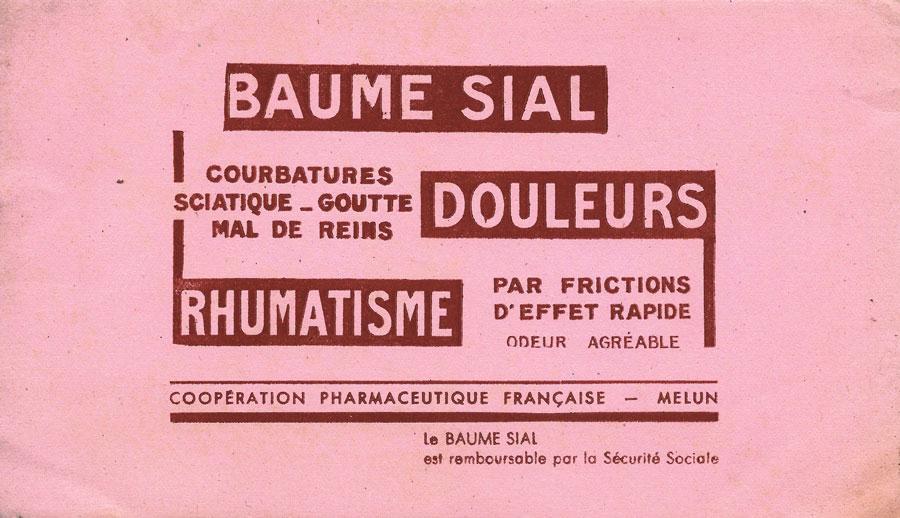 BAUME SIAL
COURBATURES
SCIATIQUE - GOUTTE
MAL DE REINS
DOULEURS
RHUMATISME
PAR FRICTIONS
D'EFFET RAPIDE
ODEUR AGRÉABLE
COOPÉRATION PHARMACEUTIQUE FRANÇAISE — MELUN
Le BAUME SIAL
est remboursable par la Sécurité Sociale